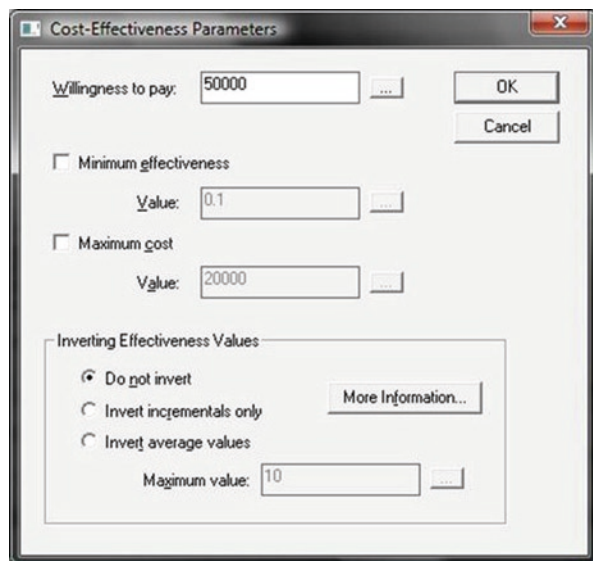 Cost-Effectiveness Parameters
Willingness to pay: 50000 ...
OK
Cancel
Minimum effectiveness
Value: 0.1 ...
Maximum cost
Value: 20000 ...
Inverting Effectiveness Values
Do not invert
More Information...
Invert incrementals only
Invert average values
Maximum value: 10 ...